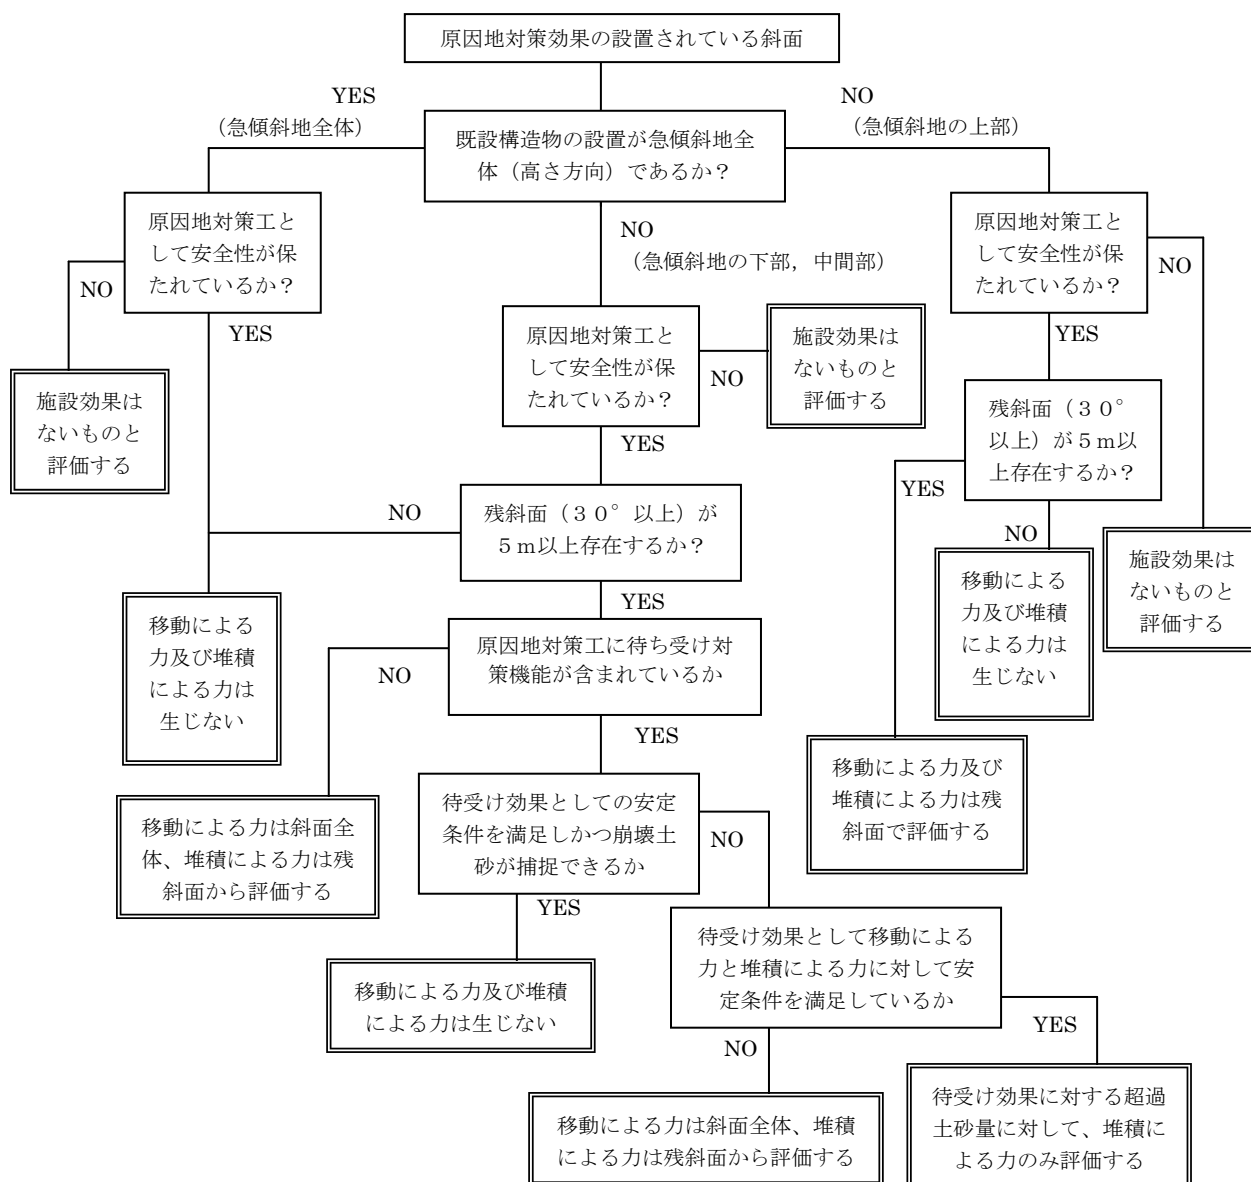 原因地対策効果の設置されている斜面
YES
（急傾斜地全体）
NO
（急傾斜地の上部）
既設構造物の設置が急傾斜地全
体（高さ方向）であるか？
原因地対策工と
して安全性が保
たれているか？
NO
（急傾斜地の下部，中間部）
原因地対策工と
して安全性が保
たれているか？
NO
YES
NO
YES
原因地対策工と
して安全性が保
たれているか？
NO
施設効果は
ないものと
評価する
施設効果は
ないものと
評価する
残斜面（３０°
以上）が５ｍ以
上存在するか？
YES
YES
NO
残斜面（３０°以上）が
５ｍ以上存在するか？
NO
施設効果は
ないものと
評価する
移動による
力及び堆積
による力は
生じない
YES
移動による
力及び堆積
による力は
生じない
原因地対策工に待ち受け対
策機能が含まれているか
NO
YES
移動による力及び
堆積による力は残
斜面で評価する
移動による力は斜面全
体、堆積による力は残
斜面から評価する
待受け効果としての安定
条件を満足しかつ崩壊土
砂が捕捉できるか
NO
YES
待受け効果として移動による
力と堆積による力に対して安
定条件を満足しているか
移動による力及び堆積
による力は生じない
YES
NO
移動による力は斜面全体、堆積
による力は残斜面から評価する
待受け効果に対する超過
土砂量に対して、堆積に
よる力のみ評価する